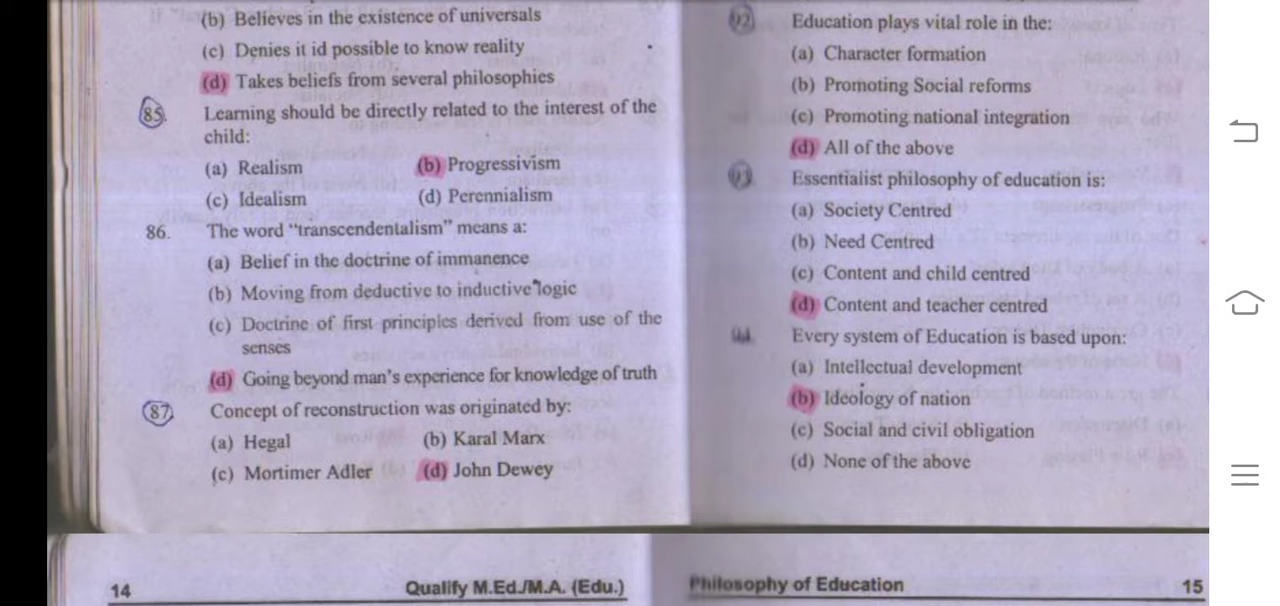 (b) Believes in the existence of universals
(c) Denies it id possible to know reality
(d) Takes beliefs from several philosophies
85. Learning should be directly related to the interest of the
child:
(a) Realism (b) Progressivism
(c) Idealism (d) Perennialism
86. The word “transcendentalism” means a:
(a) Belief in the doctrine of immanence
(b) Moving from deductive to inductive logic
(c) Doctrine of first principles derived from use of the
senses
(d) Going beyond man's experience for knowledge of truth
87. Concept of reconstruction was originated by:
(a) Hegal (b) Karal Marx
(c) Mortimer Adler (d) John Dewey
92. Education plays vital role in the:
(a) Character formation
(b) Promoting Social reforms
(c) Promoting national integration
(d) All of the above
93. Essentialist philosophy of education is:
(a) Society Centred
(b) Need Centred
(c) Content and child centred
(d) Content and teacher centred
94. Every system of Education is based upon:
(a) Intellectual development
(b) Ideology of nation
(c) Social and civil obligation
(d) None of the above
14 Qualify M.Ed./M.A. (Edu.)
Philosophy of Education 15